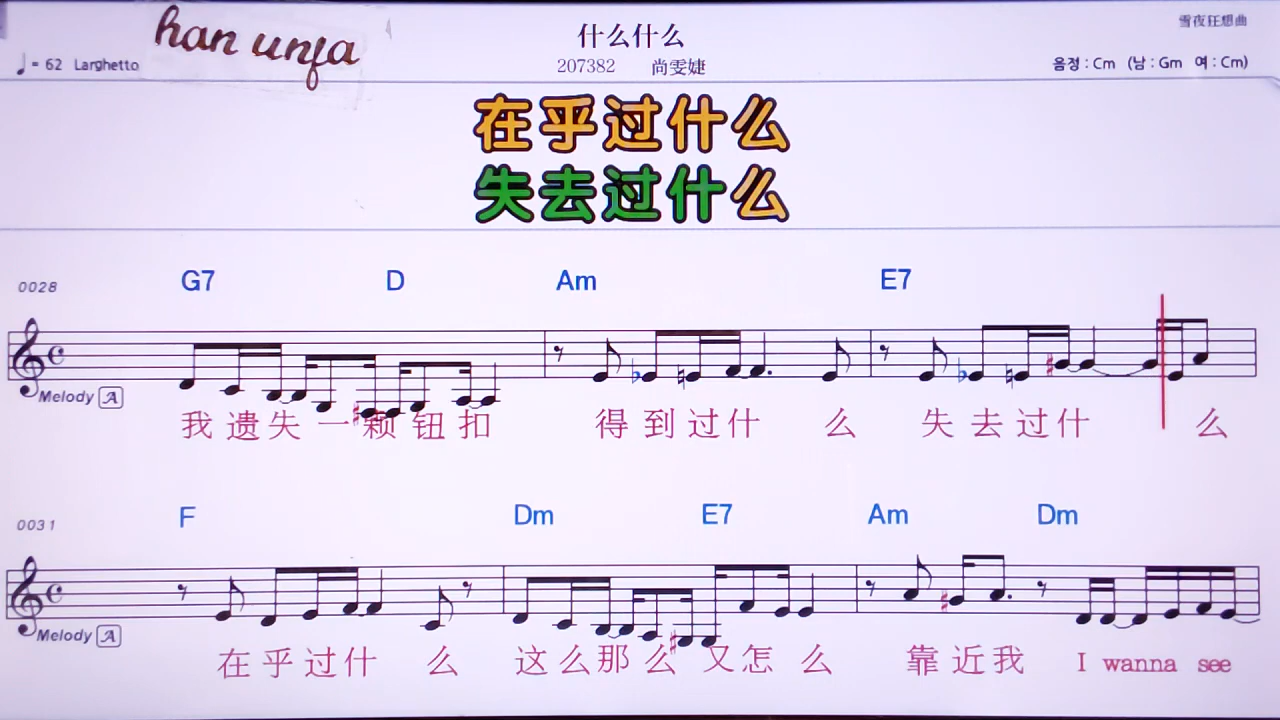 han unfa
什么什么
雪夜狂想曲
♩= 62 Larghetto
207382 尚雯婕
음정 : Cm (남 : Gm 여 : Cm)
在乎过什么
失去过什么
0028 G7 D Am E7
Melody A
我遗失一颗钮扣 得到过什么 失去过什么
0031 F Dm E7 Am Dm
Melody A
在乎过什么 这么那么又怎么 靠近我 I wanna see